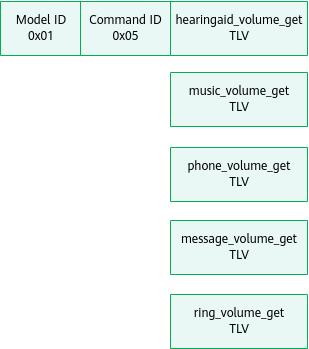 Model ID
0x01
Command ID
0x05
hearingaid_volume_get
TLV
music_volume_get
TLV
phone_volume_get
TLV
message_volume_get
TLV
ring_volume_get
TLV